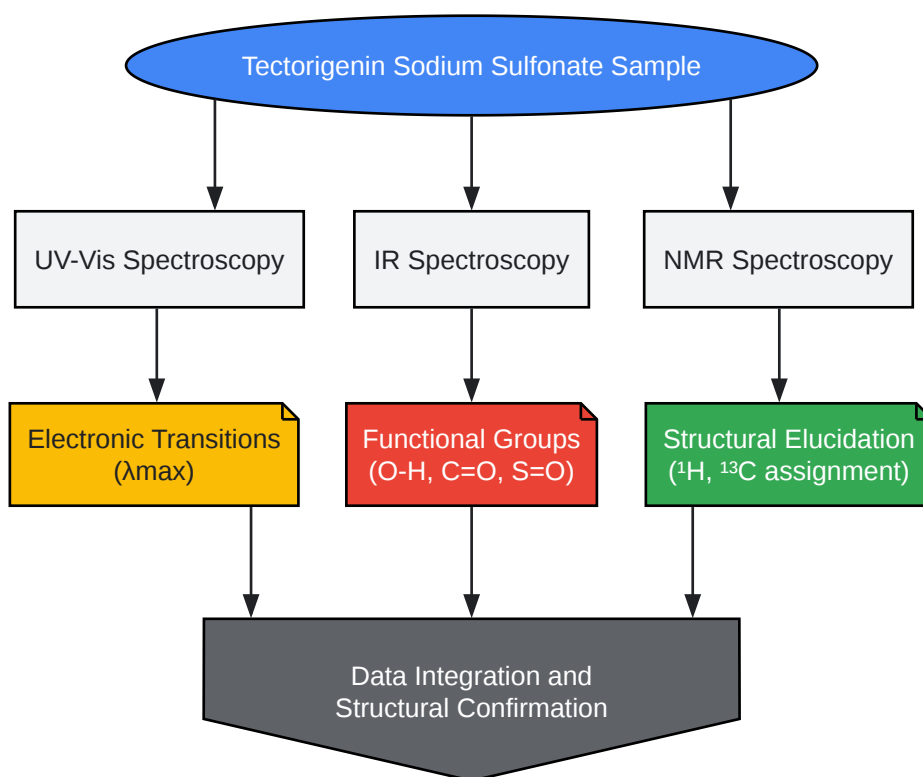 Tectorigenin Sodium Sulfonate Sample
UV-Vis Spectroscopy
IR Spectroscopy
NMR Spectroscopy
Electronic Transitions
(λmax)
Functional Groups
(O-H, C=O, S=O)
Structural Elucidation
(¹H, ¹³C assignment)
Data Integration and
Structural Confirmation